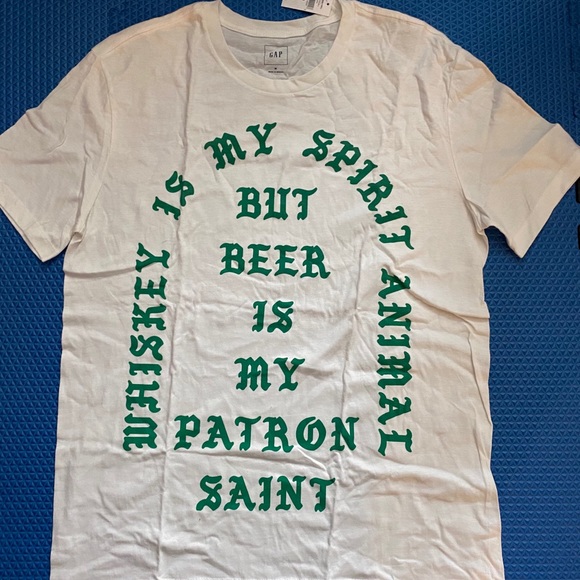 GAP
WHISKEY IS MY SPIRIT ANIMAL
BUT
BEER
IS
MY
PATRON
SAINT